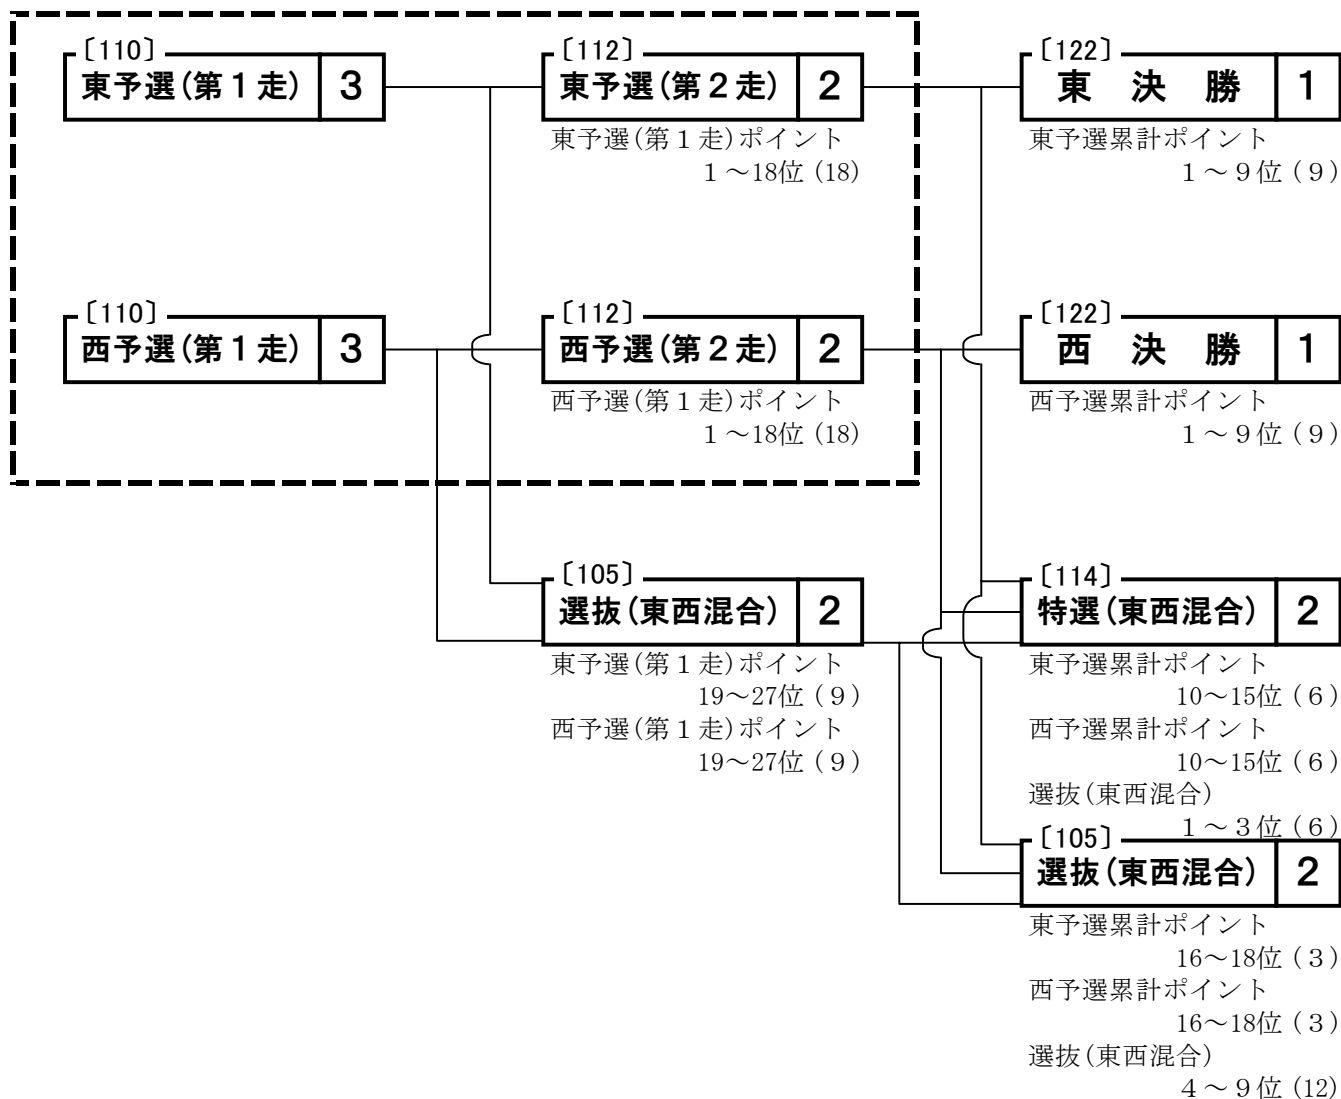 〔110〕
東予選(第１走) 3
〔112〕
東予選(第２走) 2
東予選(第１走)ポイント
１～18位 (18)
〔122〕
東 決 勝 1
東予選累計ポイント
１～９位 (９)
〔110〕
西予選(第１走) 3
〔112〕
西予選(第２走) 2
西予選(第１走)ポイント
１～18位 (18)
〔122〕
西 決 勝 1
西予選累計ポイント
１～９位 (９)
〔105〕
選抜(東西混合) 2
東予選(第１走)ポイント
19～27位 (９)
西予選(第１走)ポイント
19～27位 (９)
〔114〕
特選(東西混合) 2
東予選累計ポイント
10～15位 (６)
西予選累計ポイント
10～15位 (６)
選抜(東西混合)
１～３位 (６)
〔105〕
選抜(東西混合) 2
東予選累計ポイント
16～18位 (３)
西予選累計ポイント
16～18位 (３)
選抜(東西混合)
４～９位 (12)